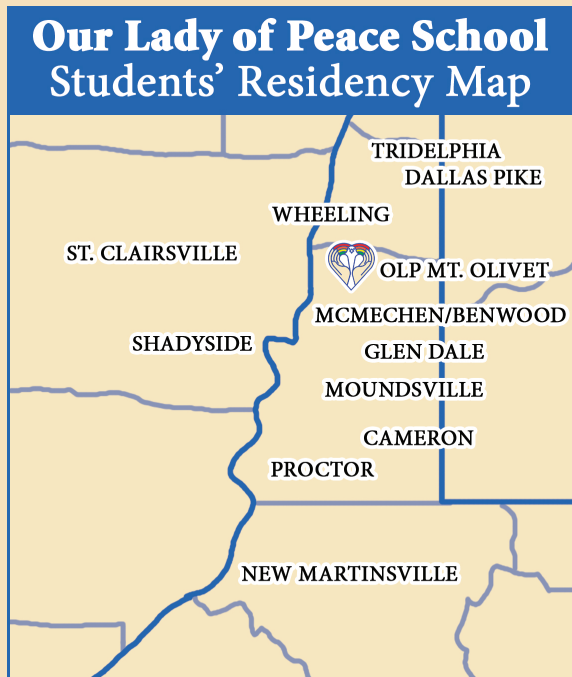 Our Lady of Peace School
Students’ Residency Map
TRIDELPHIA
DALLAS PIKE
WHEELING
ST. CLAIRSVILLE
OLP MT. OLIVET
MCMECHEN/BENWOOD
SHADYSIDE
GLEN DALE
MOUNDSVILLE
CAMERON
PROCTOR
NEW MARTINSVILLE